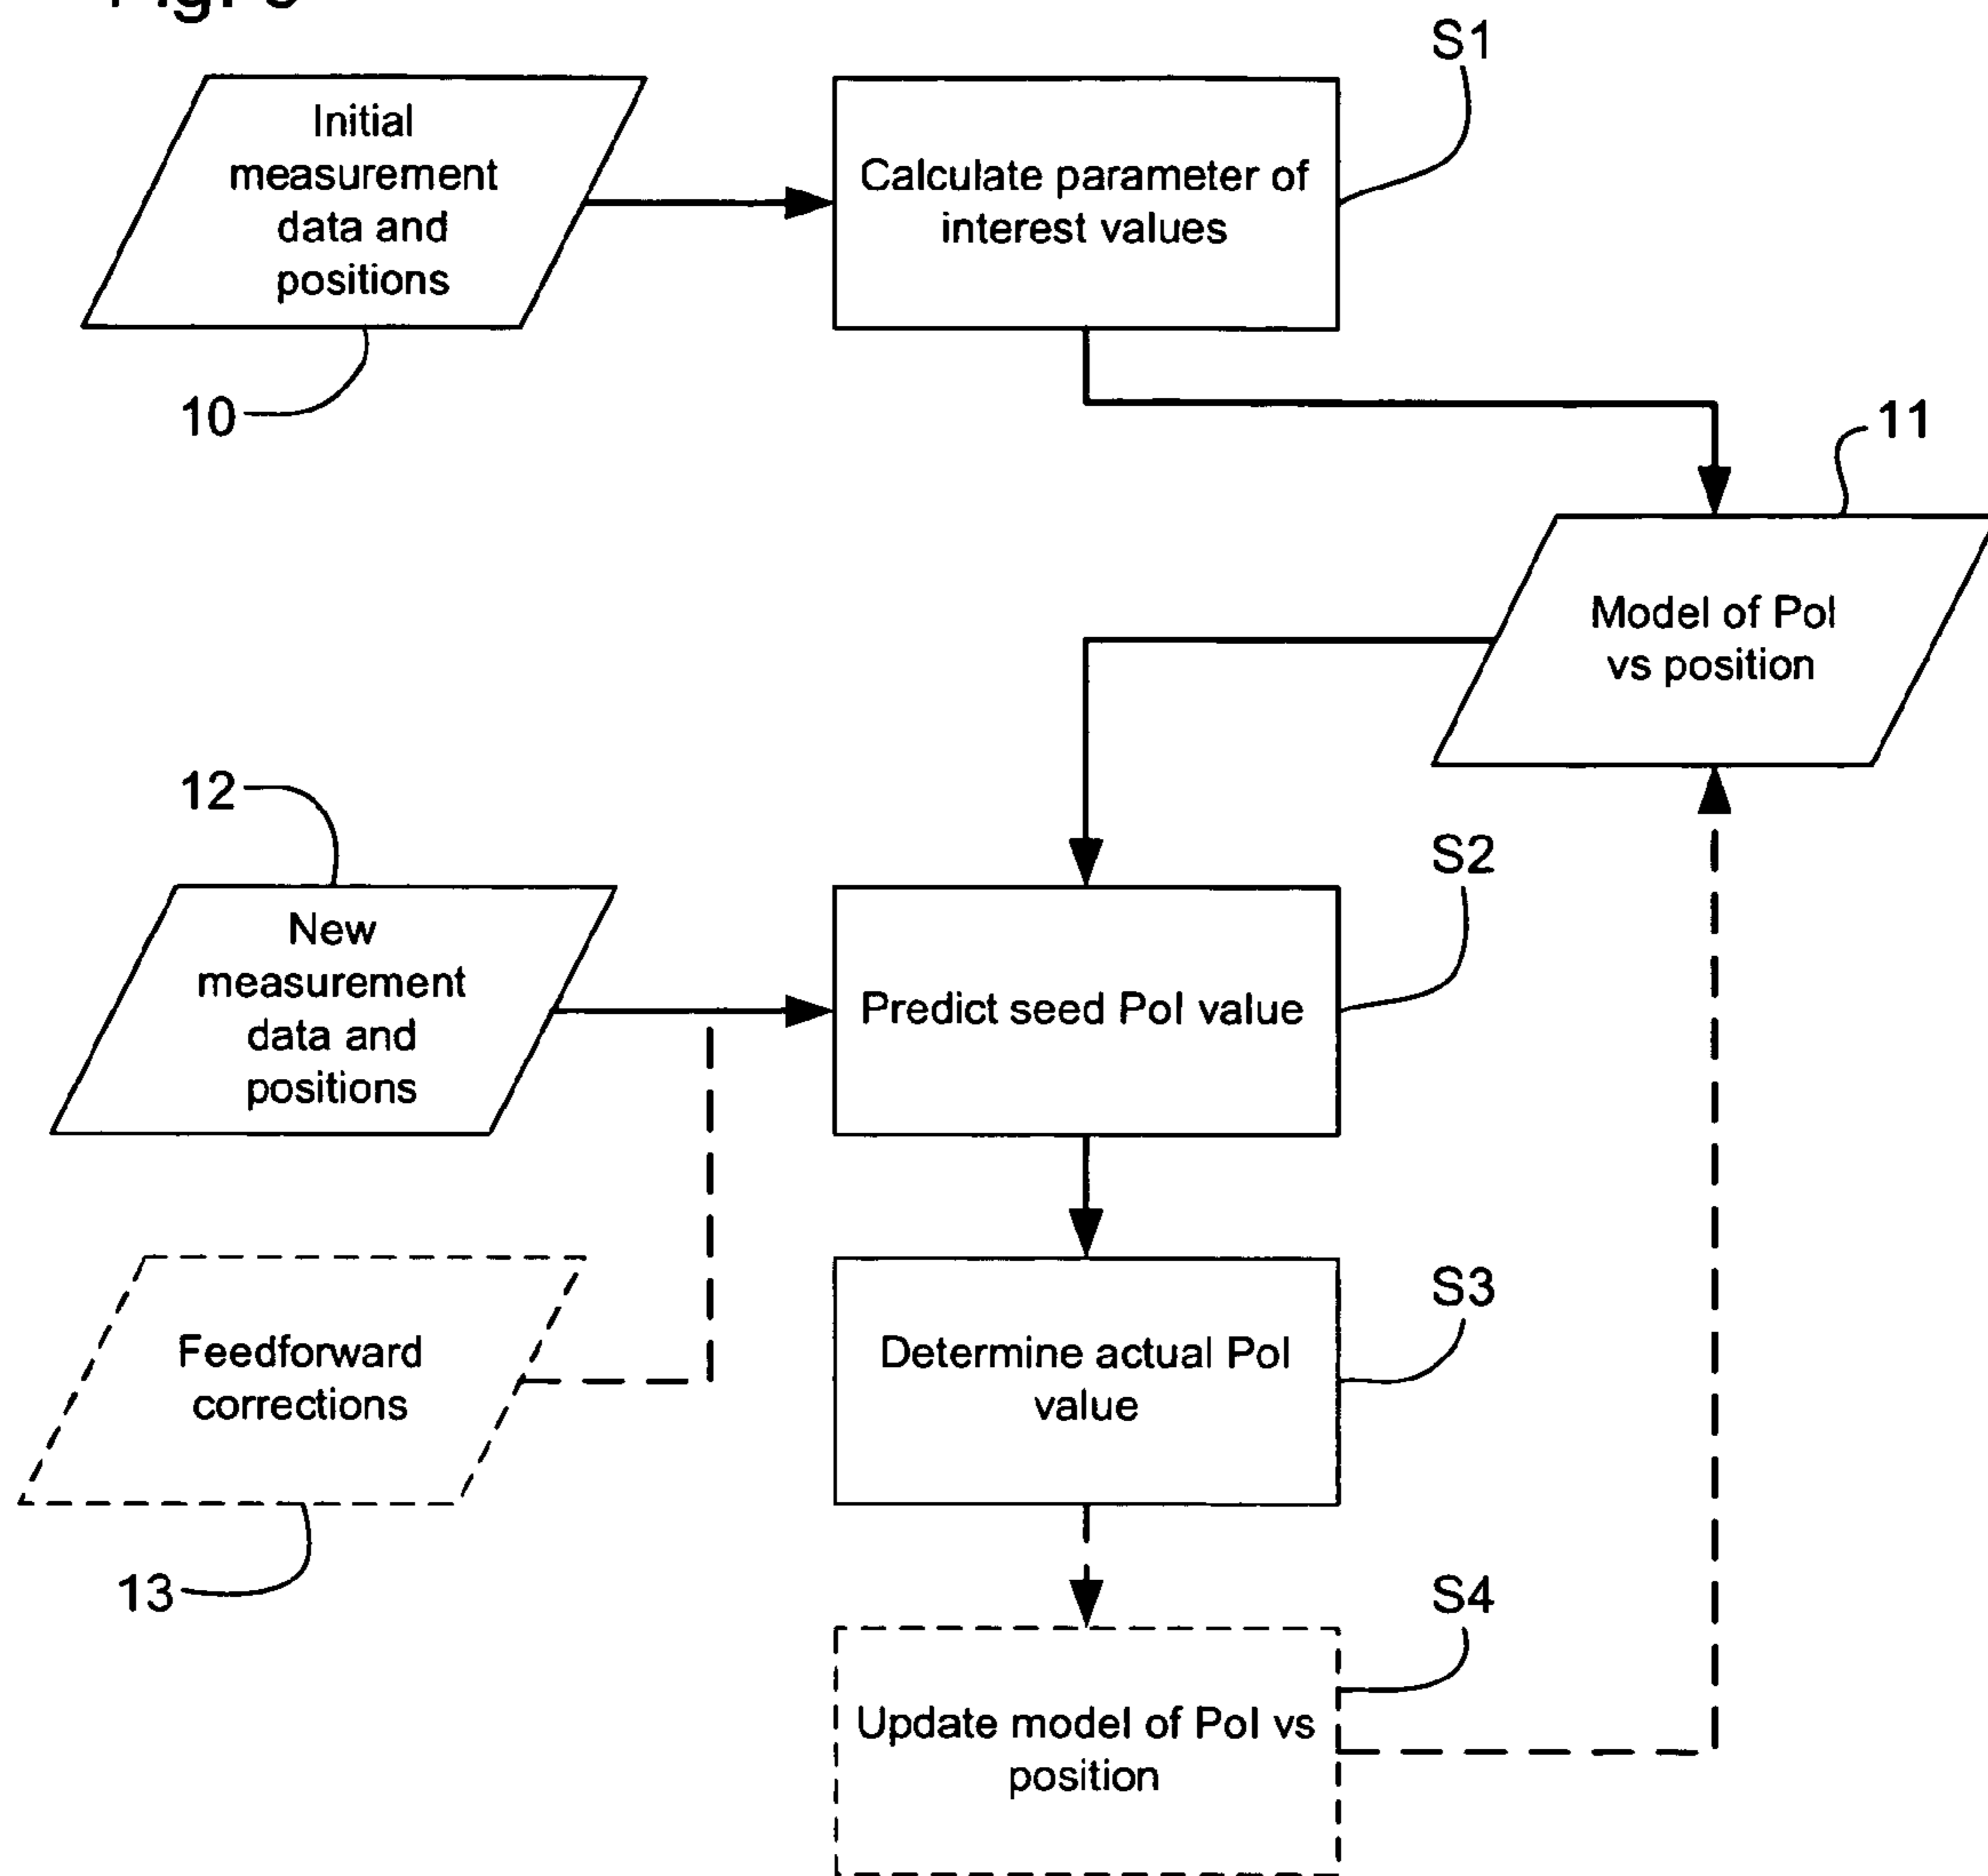 S1
Initial
measurement
data and
positions
Calculate parameter of
interest values
10
11
Model of PoI
vs position
12
S2
New
measurement
data and
positions
Predict seed PoI value
Feedforward
corrections
S3
Determine actual PoI
value
13
S4
Update model of PoI vs
position